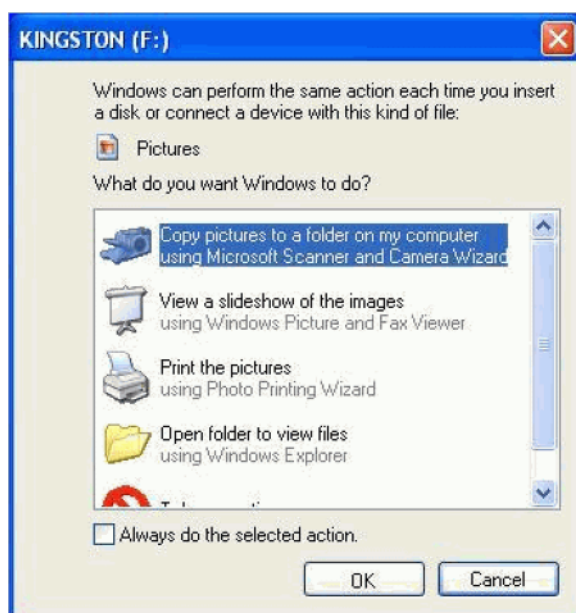 KINGSTON (F:)
Windows can perform the same action each time you insert
a disk or connect a device with this kind of file:
Pictures
What do you want Windows to do?
Copy pictures to a folder on my computer
using Microsoft Scanner and Camera Wizard
View a slideshow of the images
using Windows Picture and Fax Viewer
Print the pictures
using Photo Printing Wizard
Open folder to view files
using Windows Explorer
Always do the selected action.
OK
Cancel